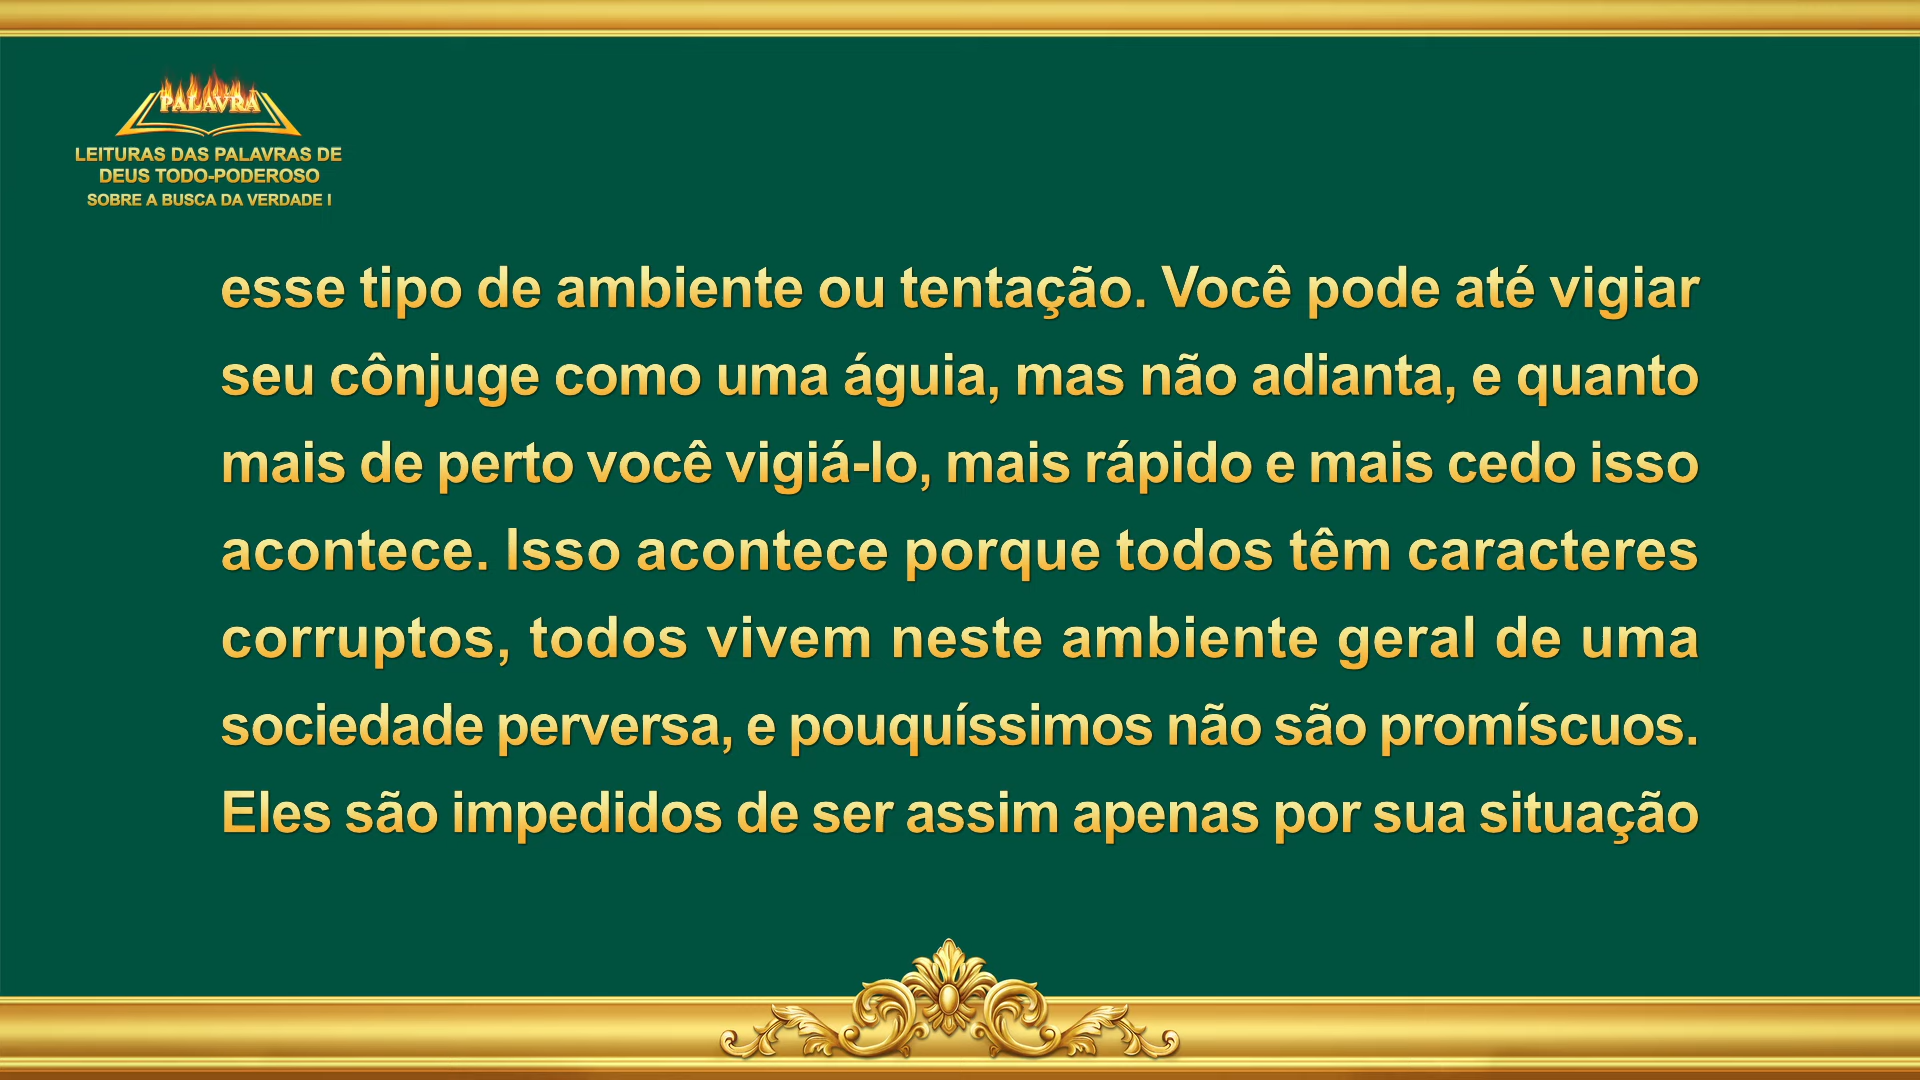 PALAVRA
LEITURAS DAS PALAVRAS DE
DEUS TODO-PODEROSO
SOBRE A BUSCA DA VERDADE I
esse tipo de ambiente ou tentação. Você pode até vigiar
seu cônjuge como uma águia, mas não adianta, e quanto
mais de perto você vigiá-lo, mais rápido e mais cedo isso
acontece. Isso acontece porque todos têm caracteres
corruptos, todos vivem neste ambiente geral de uma
sociedade perversa, e pouquíssimos não são promíscuos.
Eles são impedidos de ser assim apenas por sua situação